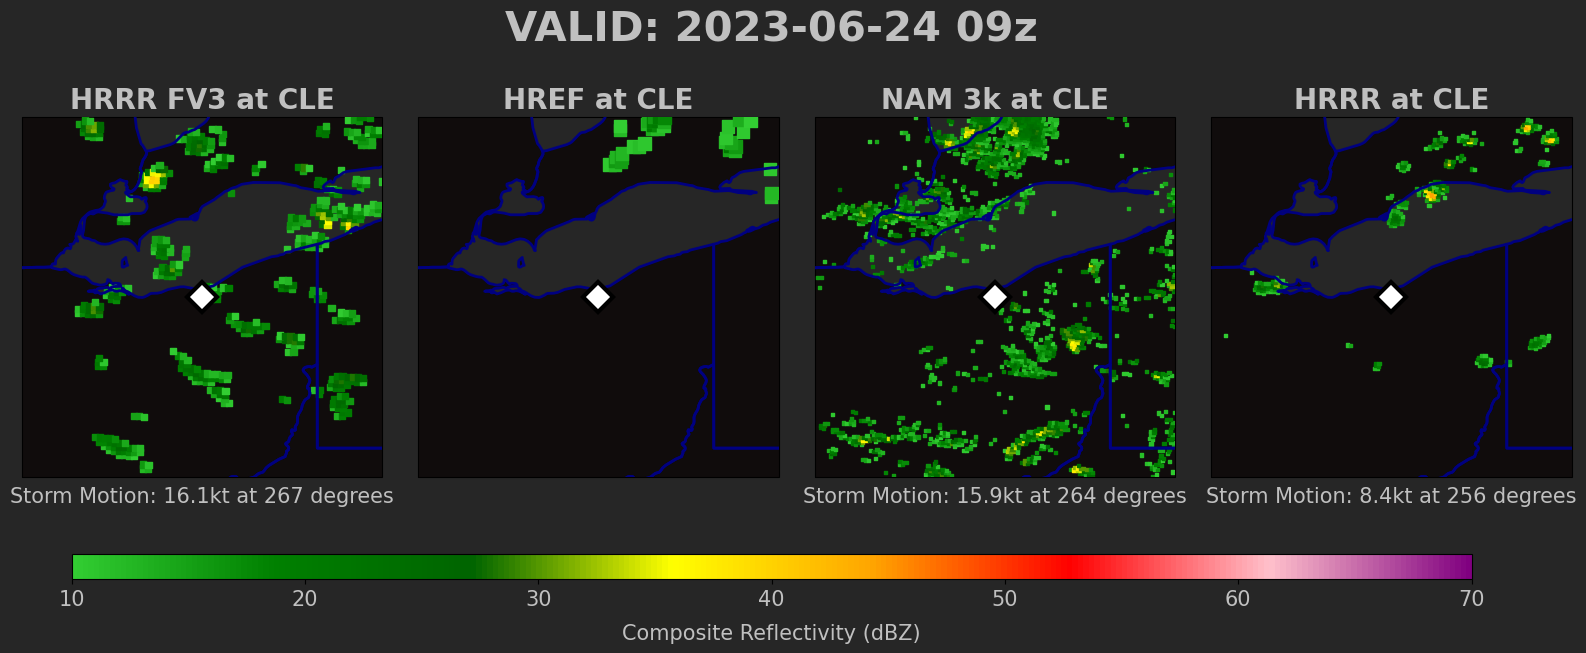 VALID: 2023-06-24 09z
HRRR FV3 at CLE
HREF at CLE
NAM 3k at CLE
HRRR at CLE
Storm Motion: 16.1kt at 267 degrees
Storm Motion: 15.9kt at 264 degrees
Storm Motion: 8.4kt at 256 degrees
10 20 30 40 50 60 70
Composite Reflectivity (dBZ)